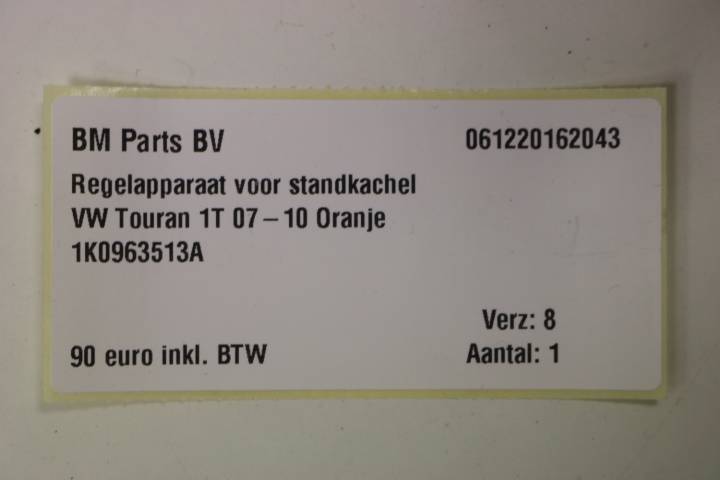 BM Parts BV 061220162043
Regelapparaat voor standkachel
VW Touran 1T 07 – 10 Oranje
1K0963513A
Verz: 8
90 euro inkl. BTW Aantal: 1